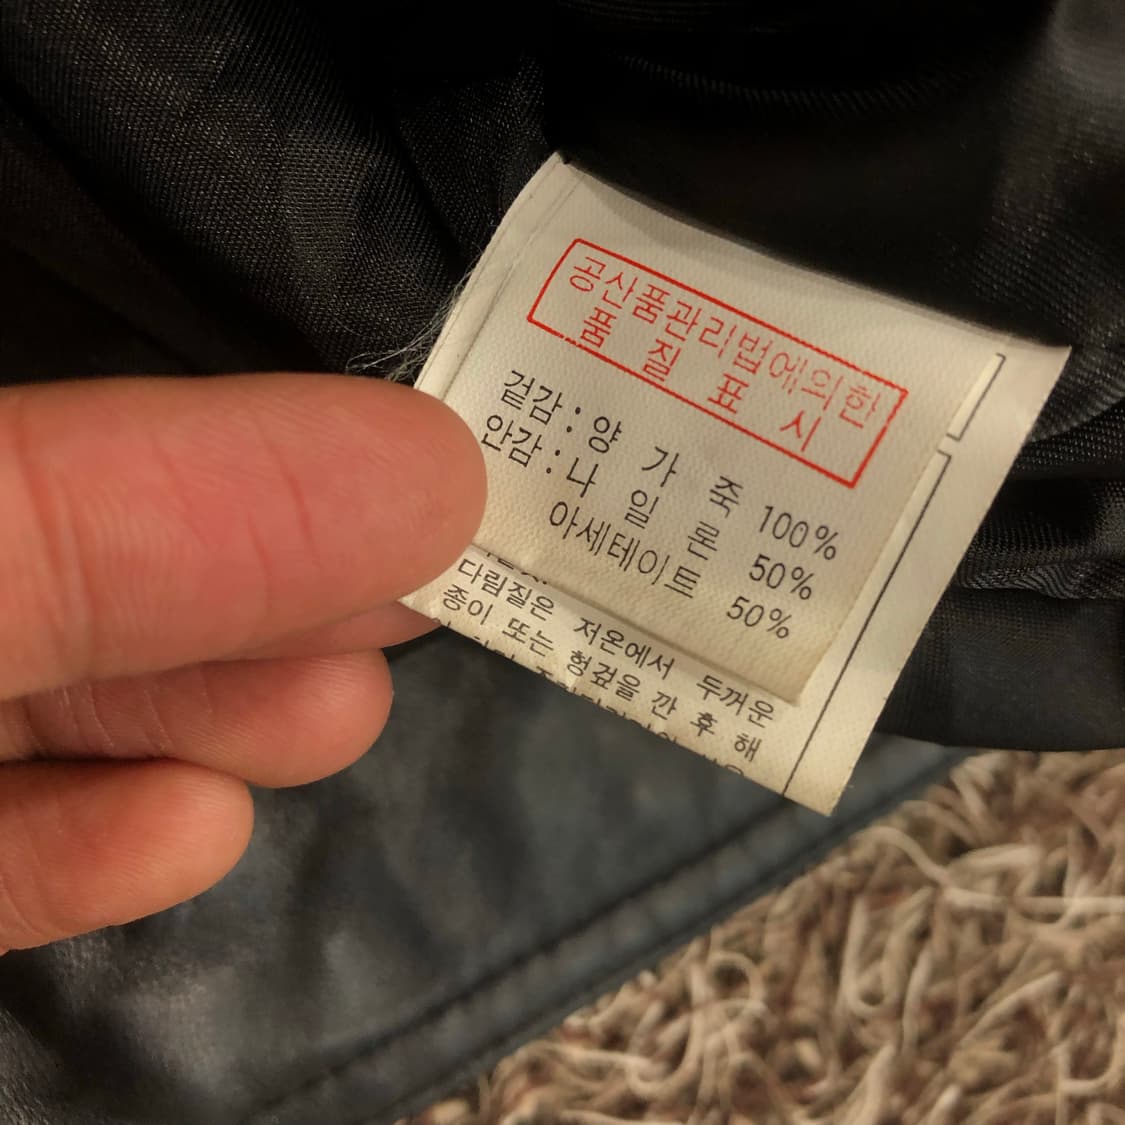 공산품관리법에의한
품 질 표 시
겉감 : 양 가 죽 100%
안감 : 나 일 론 50%
아세테이트 50%
다림질은 저온에서 두꺼운
종이 또는 헝겊을 깐 후 해